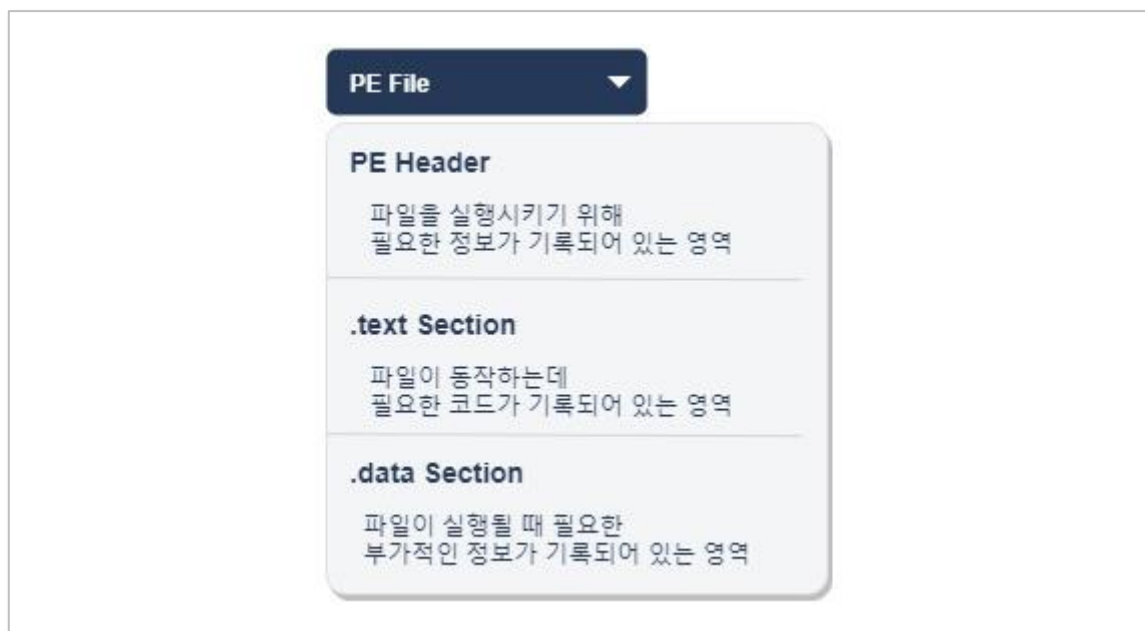 PE File
PE Header
파일을 실행시키기 위해
필요한 정보가 기록되어 있는 영역
.text Section
파일이 동작하는데
필요한 코드가 기록되어 있는 영역
.data Section
파일이 실행될 때 필요한
부가적인 정보가 기록되어 있는 영역